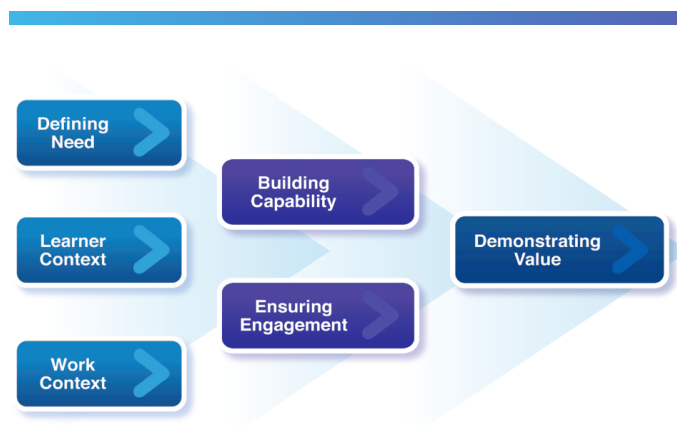 Defining
Need
Learner
Context
Work
Context
Building
Capability
Ensuring
Engagement
Demonstrating
Value